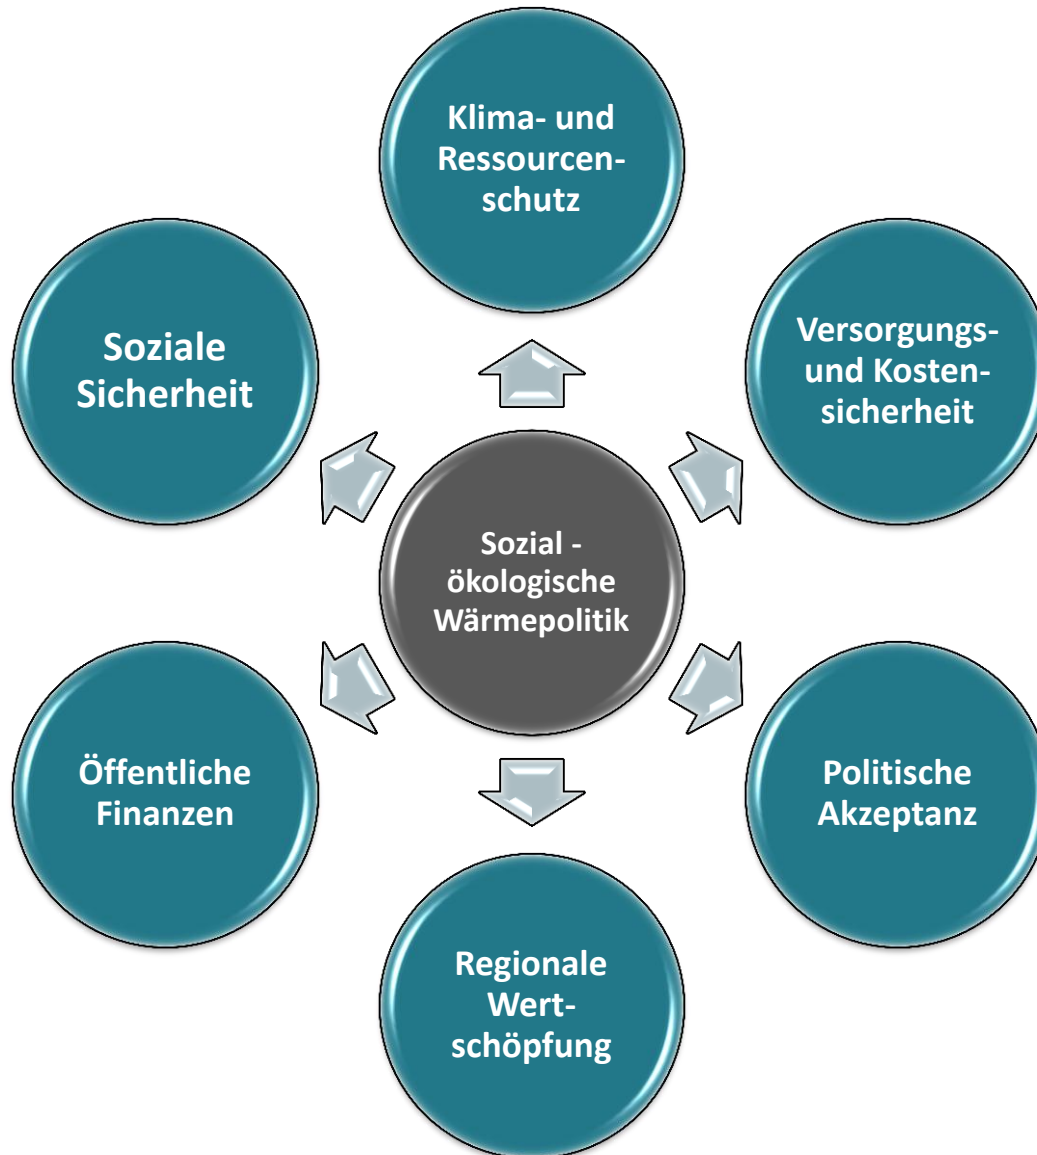 Klima- und
Ressourcen-
schutz
Soziale
Sicherheit
Versorgungs-
und Kosten-
sicherheit
Sozial -
ökologische
Wärmepolitik
Öffentliche
Finanzen
Politische
Akzeptanz
Regionale
Wert-
schöpfung